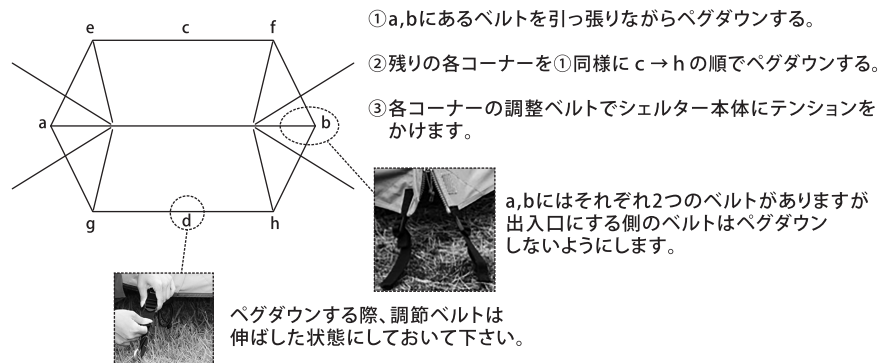 ①a,bにあるベルトを引っ張りながらペグダウンする。
②残りの各コーナーを①同様に c → h の順でペグダウンする。
③各コーナーの調整ベルトでシェルター本体にテンションを
かけます。
e
c
f
a
b
g
d
h
a,bにはそれぞれ2つのベルトがありますが
出入口にする側のベルトはペグダウン
しないようにします。
ペグダウンする際、調節ベルトは
伸ばした状態にしておいて下さい。